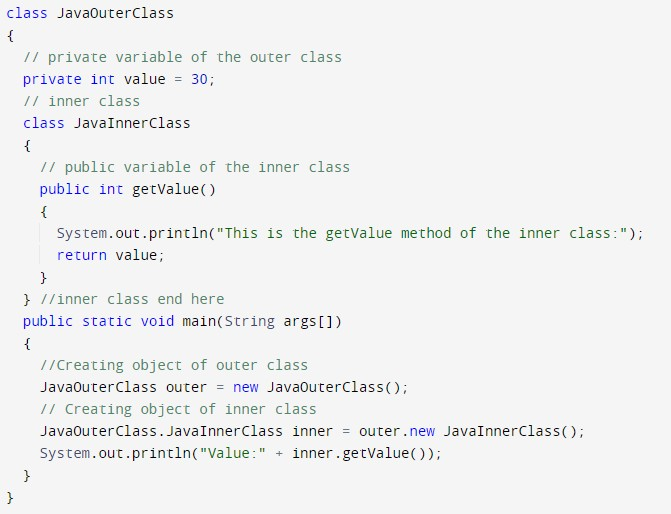 class JavaOuterClass
{
  // private variable of the outer class
  private int value = 30;
  // inner class
  class JavaInnerClass
  {
    // public variable of the inner class
    public int getValue()
    {
      System.out.println("This is the getValue method of the inner class:");
      return value;
    }
  } //inner class end here
  public static void main(String args[])
  {
    //Creating object of outer class
    JavaOuterClass outer = new JavaOuterClass();
    // Creating object of inner class
    JavaOuterClass.JavaInnerClass inner = outer.new JavaInnerClass();
    System.out.println("Value:" + inner.getValue());
  }
}